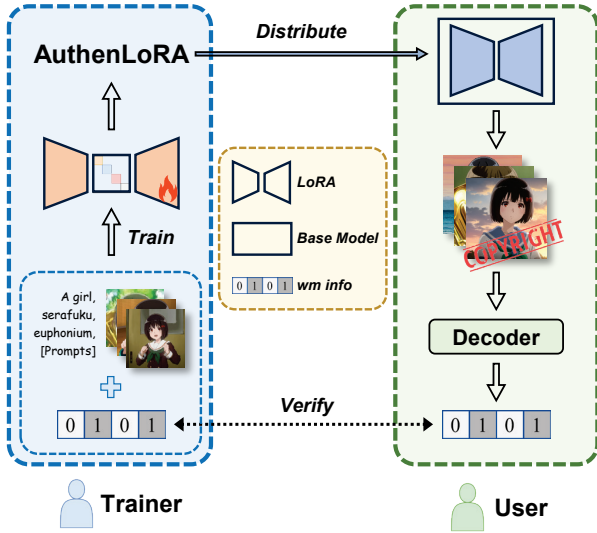 Distribute
AuthenLoRA
Train
A girl,
serafuku,
euphonium,
[Prompts]
0 1 0 1
LoRA
Base Model
0 1 0 1 wm info
COPYRIGHT
Decoder
Verify
0 1 0 1
Trainer
User